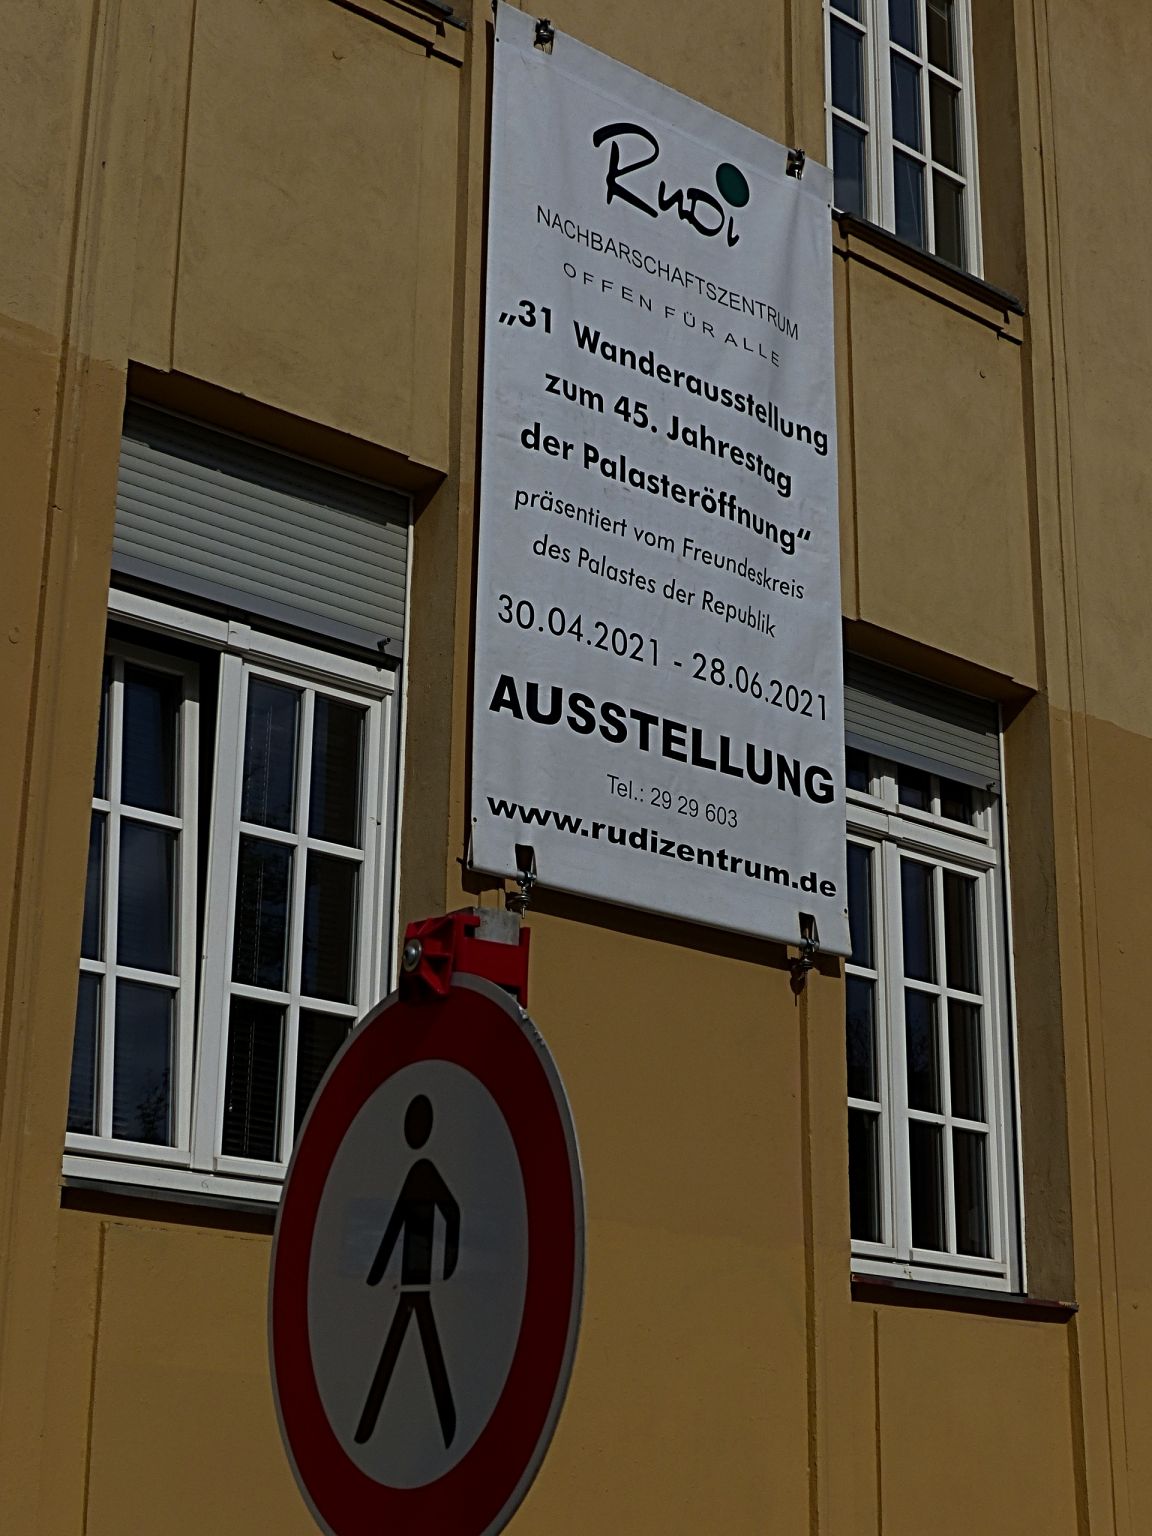 RuDi
NACHBARSCHAFTSZENTRUM
OFFEN FÜR ALLE
„31 Wanderausstellung
zum 45. Jahrestag
der Palasteröffnung“
präsentiert vom Freundeskreis
des Palastes der Republik
30.04.2021 - 28.06.2021
AUSSTELLUNG
Tel.: 29 29 603
www.rudizentrum.de